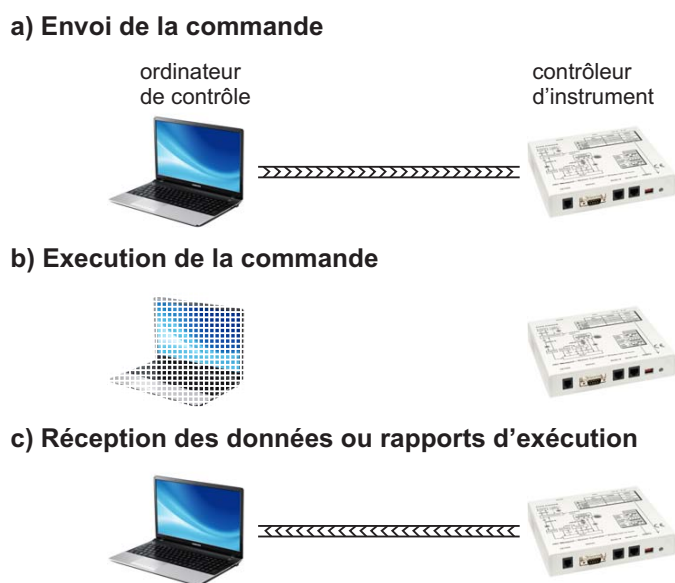 a) Envoi de la commande
ordinateur
de contrôle
contrôleur
d'instrument
b) Execution de la commande
c) Réception des données ou rapports d'exécution